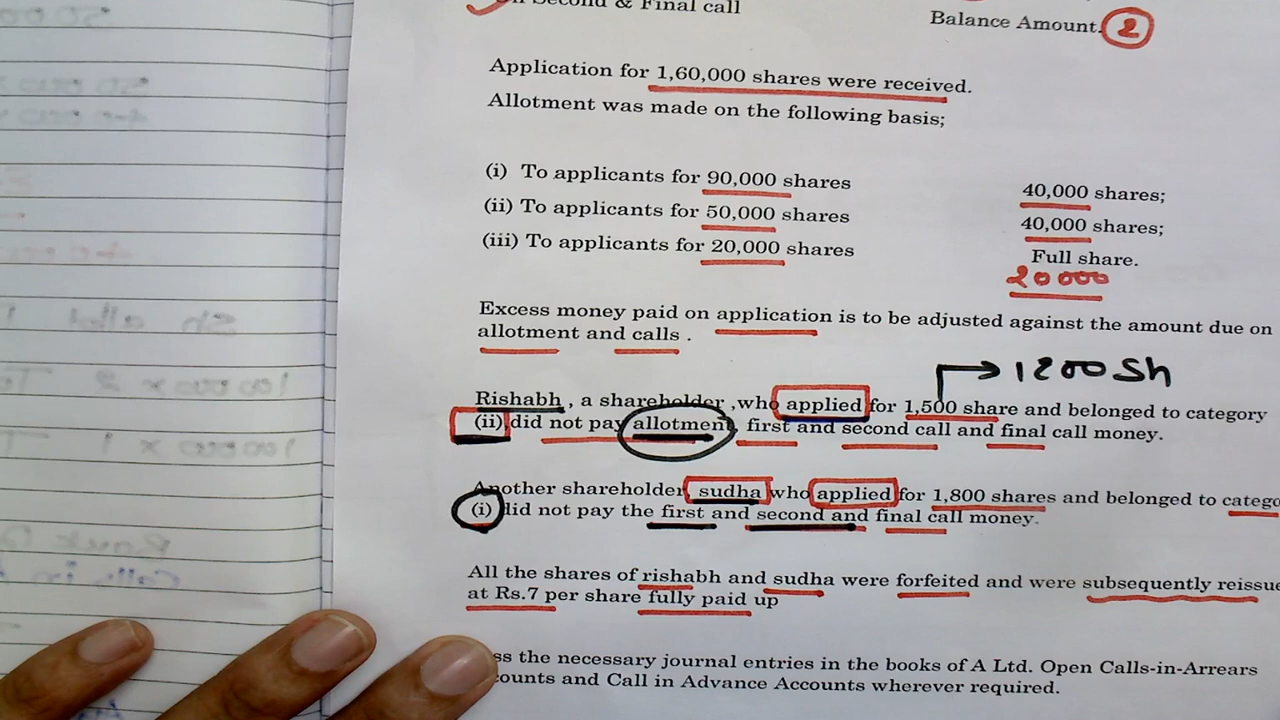 Second & Final call
Balance Amount. 2
Application for 1,60,000 shares were received.
Allotment was made on the following basis;
(i) To applicants for 90,000 shares 40,000 shares;
(ii) To applicants for 50,000 shares 40,000 shares;
(iii) To applicants for 20,000 shares Full share.
20000
Excess money paid on application is to be adjusted against the amount due on
allotment and calls .
1200 Sh
Rishabh , a shareholder ,who applied for 1,500 share and belonged to category
(ii) did not pay allotment, first and second call and final call money.
Another shareholder sudha who applied for 1,800 shares and belonged to catego
(i) did not pay the first and second and final call money.
All the shares of rishabh and sudha were forfeited and were subsequently reissue
at Rs.7 per share fully paid up
ss the necessary journal entries in the books of A Ltd. Open Calls-in-Arrears
counts and Call in Advance Accounts wherever required.